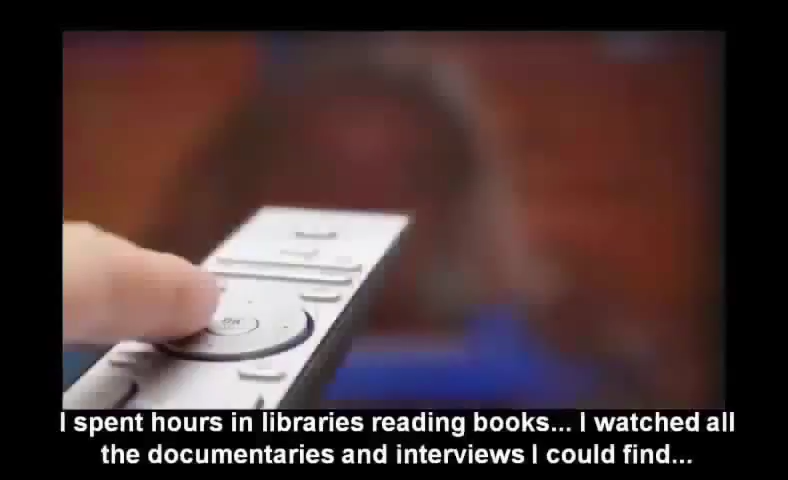 I spent hours in libraries reading books... I watched all
the documentaries and interviews I could find...